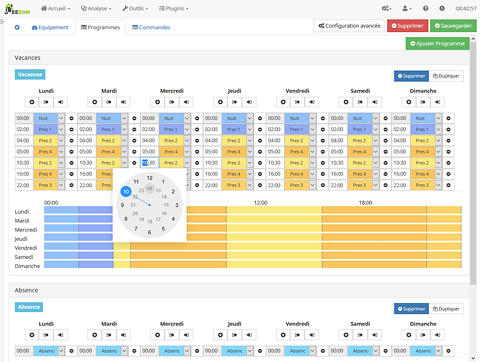 JEEDOM Accueil Analyse Outils Plugins 08:42:57
Equipement Programmes Commandes Configuration avancée Supprimer Sauvegarder
Ajouter Programme
Vacances
Vacances Supprimer Dupliquer
Lundi Mardi Mercredi Jeudi Vendredi Samedi Dimanche
00:00 Nuit 00:00 Nuit 00:00 Nuit 00:00 Nuit 00:00 Nuit 00:00 Nuit 00:00 Nuit
02:00 Pres 1 02:00 Pres 1 02:00 Pres 1 02:00 Pres 1 02:00 Pres 1 02:00 Pres 1 02:00 Pres 1
04:00 Pres 2 04:00 Pres 2 04:00 Pres 2 04:00 Pres 2 04:00 Pres 2 04:00 Pres 2 04:00 Pres 2
05:00 Pres 4 05:00 Pres 4 05:00 Pres 4 05:00 Pres 4 05:00 Pres 4 05:00 Pres 4 05:00 Pres 4
10:30 Pres 2 10:30 Pres 2 10:30 Pres 2 10:30 Pres 2 10:30 Pres 2 10:30 Pres 2 10:30 Pres 2
16:00 Pres 4 16:00 Pres 4 16:00 Pres 4 16:00 Pres 4 16:00 Pres 4 16:00 Pres 4
22:00 Pres 3 22:00 Pres 3 22:00 Pres 3 22:00 Pres 3 22:00 Pres 3 22:00 Pres 3
12 1 2 3 4 5 6 7 8 9 10 11
00 13 14 15 16 17 18 19 20 21 22 23
00:00 12:00 18:00
Lundi
Mardi
Mercredi
Jeudi
Vendredi
Samedi
Dimanche
Absence
Absence Supprimer Dupliquer
Lundi Mardi Mercredi Jeudi Vendredi Samedi Dimanche
00:00 Absenc 00:00 Absenc 00:00 Absenc 00:00 Absenc 00:00 Absenc 00:00 Absenc 00:00 Absenc